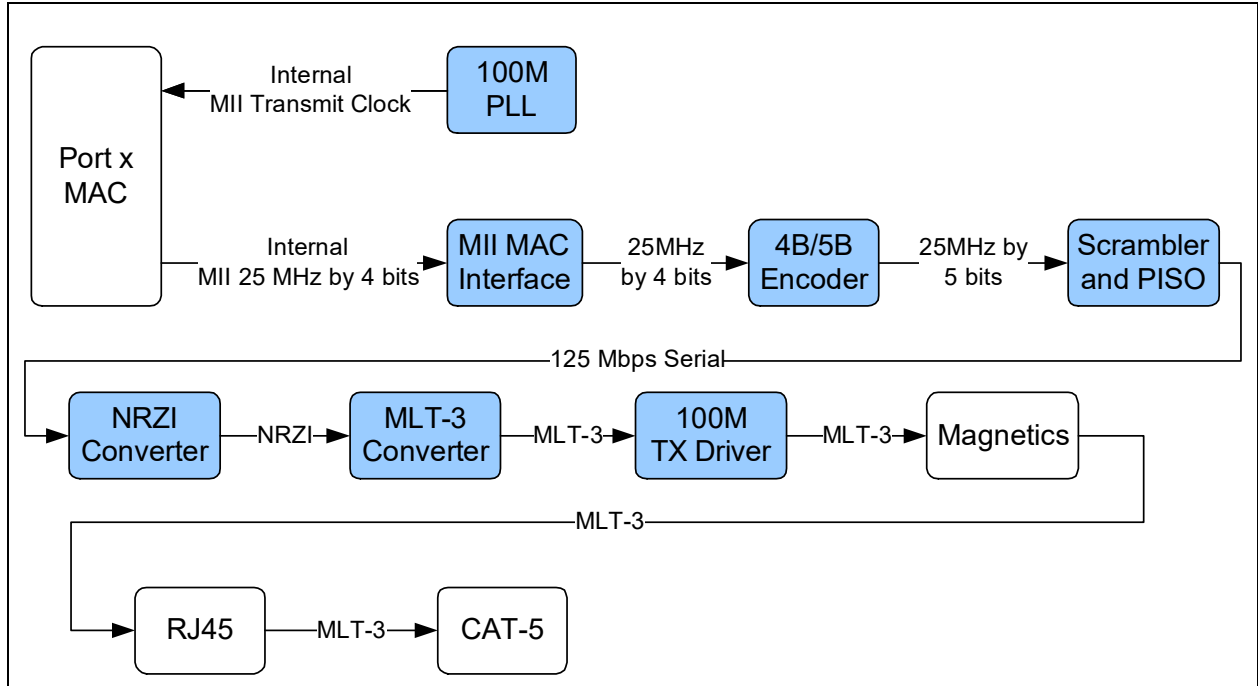 Internal
MII Transmit Clock
100M
PLL
Port x
MAC
Internal
MII 25 MHz by 4 bits
MII MAC
Interface
25MHz
by 4 bits
4B/5B
Encoder
25MHz by
5 bits
Scrambler
and PISO
125 Mbps Serial
NRZI
Converter
NRZI
MLT-3
Converter
MLT-3
100M
TX Driver
MLT-3
Magnetics
MLT-3
RJ45
MLT-3
CAT-5